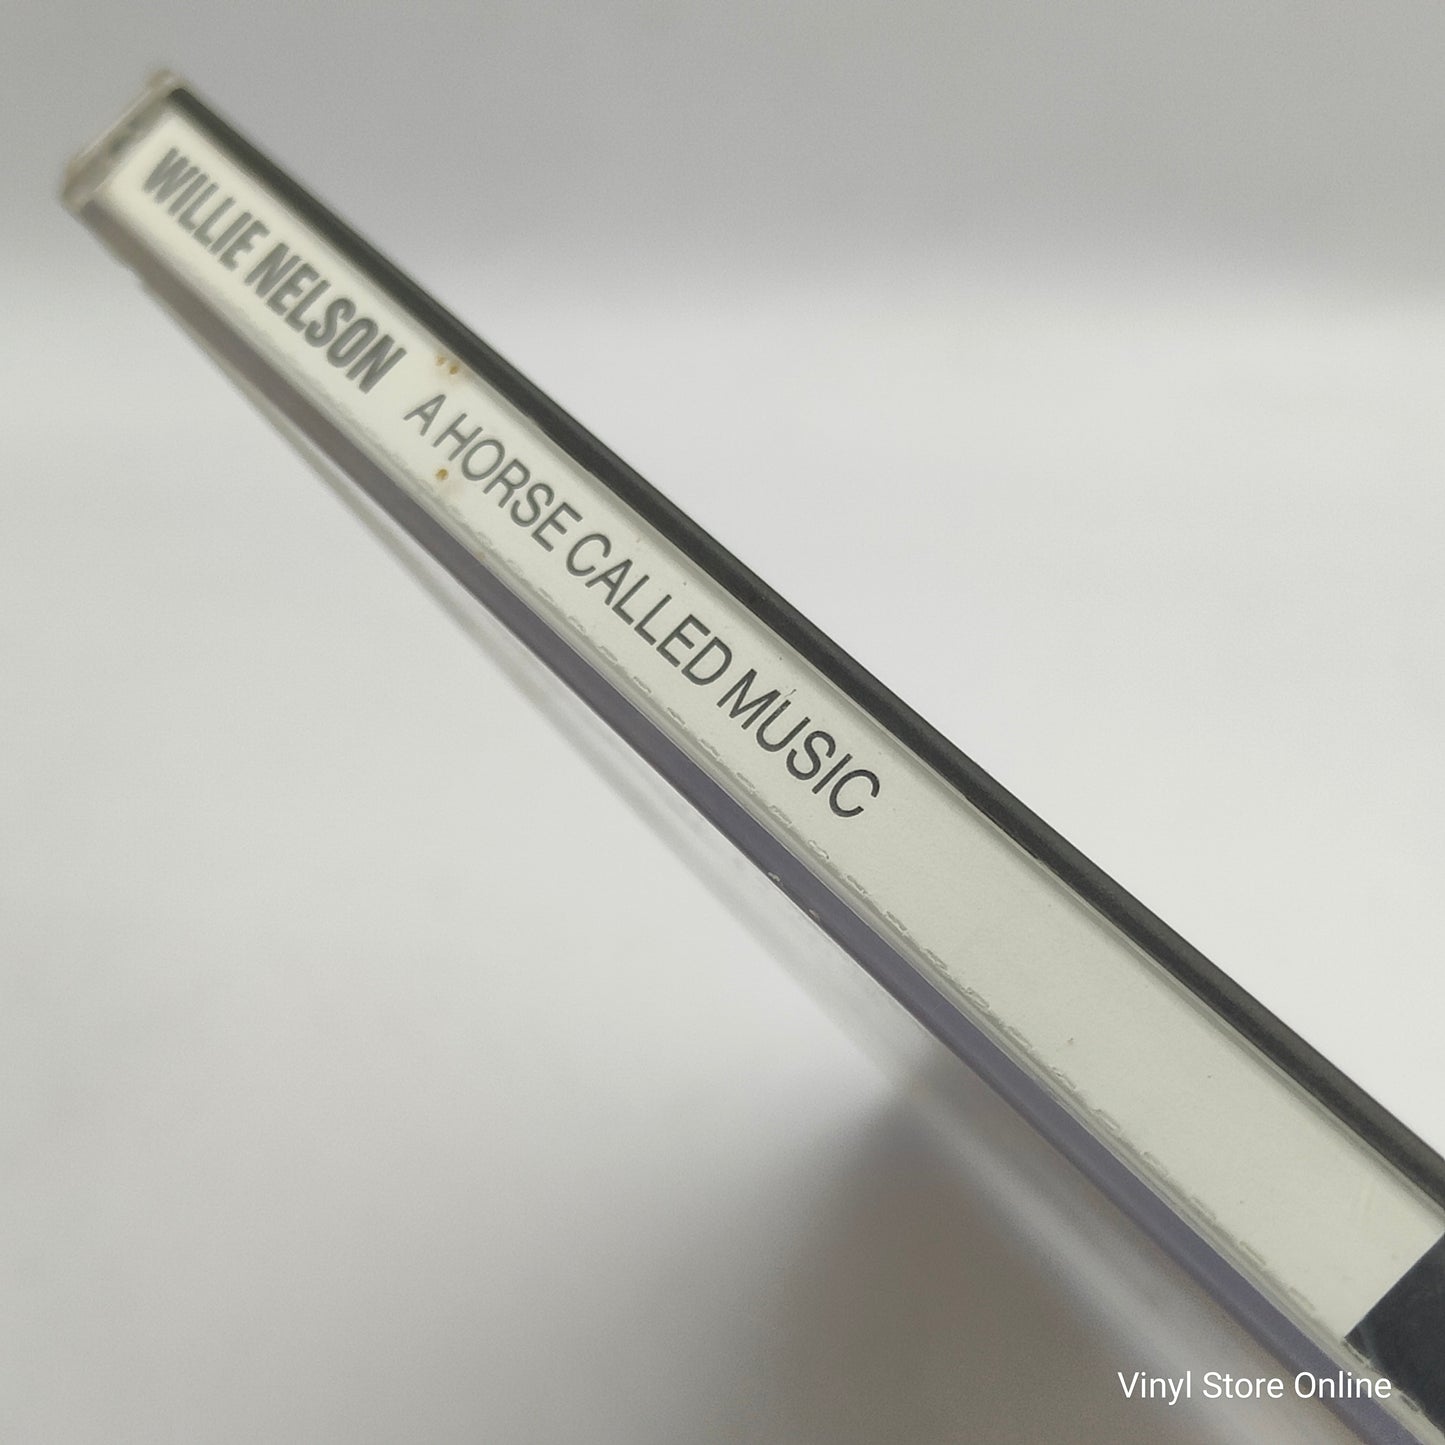 WILLIE NELSON A HORSE CALLED MUSIC
Vinyl Store Online